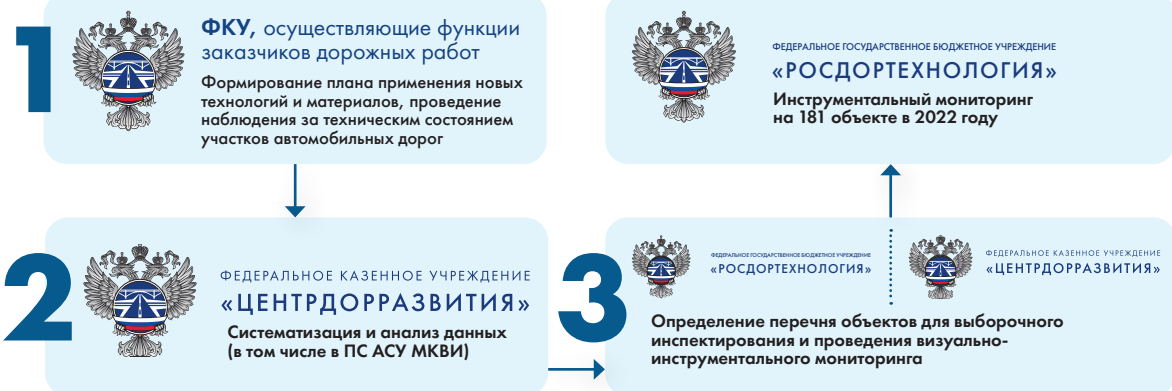 1
ФКУ, осуществляющие функции
заказчиков дорожных работ
Формирование плана применения новых
технологий и материалов, проведение
наблюдения за техническим состоянием
участков автомобильных дорог
2
ФЕДЕРАЛЬНОЕ КАЗЕННОЕ УЧРЕЖДЕНИЕ
«ЦЕНТРДОРРАЗВИТИЯ»
Систематизация и анализ данных
(в том числе в ПС АСУ МКВИ)
3
ФЕДЕРАЛЬНОЕ ГОСУДАРСТВЕННОЕ БЮДЖЕТНОЕ УЧРЕЖДЕНИЕ
«РОСДОРТЕХНОЛОГИЯ»
ФЕДЕРАЛЬНОЕ КАЗЕННОЕ УЧРЕЖДЕНИЕ
«ЦЕНТРДОРРАЗВИТИЯ»
Определение перечня объектов для выборочного
инспектирования и проведения визуально-
инструментального мониторинга
ФЕДЕРАЛЬНОЕ ГОСУДАРСТВЕННОЕ БЮДЖЕТНОЕ УЧРЕЖДЕНИЕ
«РОСДОРТЕХНОЛОГИЯ»
Инструментальный мониторинг
на 181 объекте в 2022 году